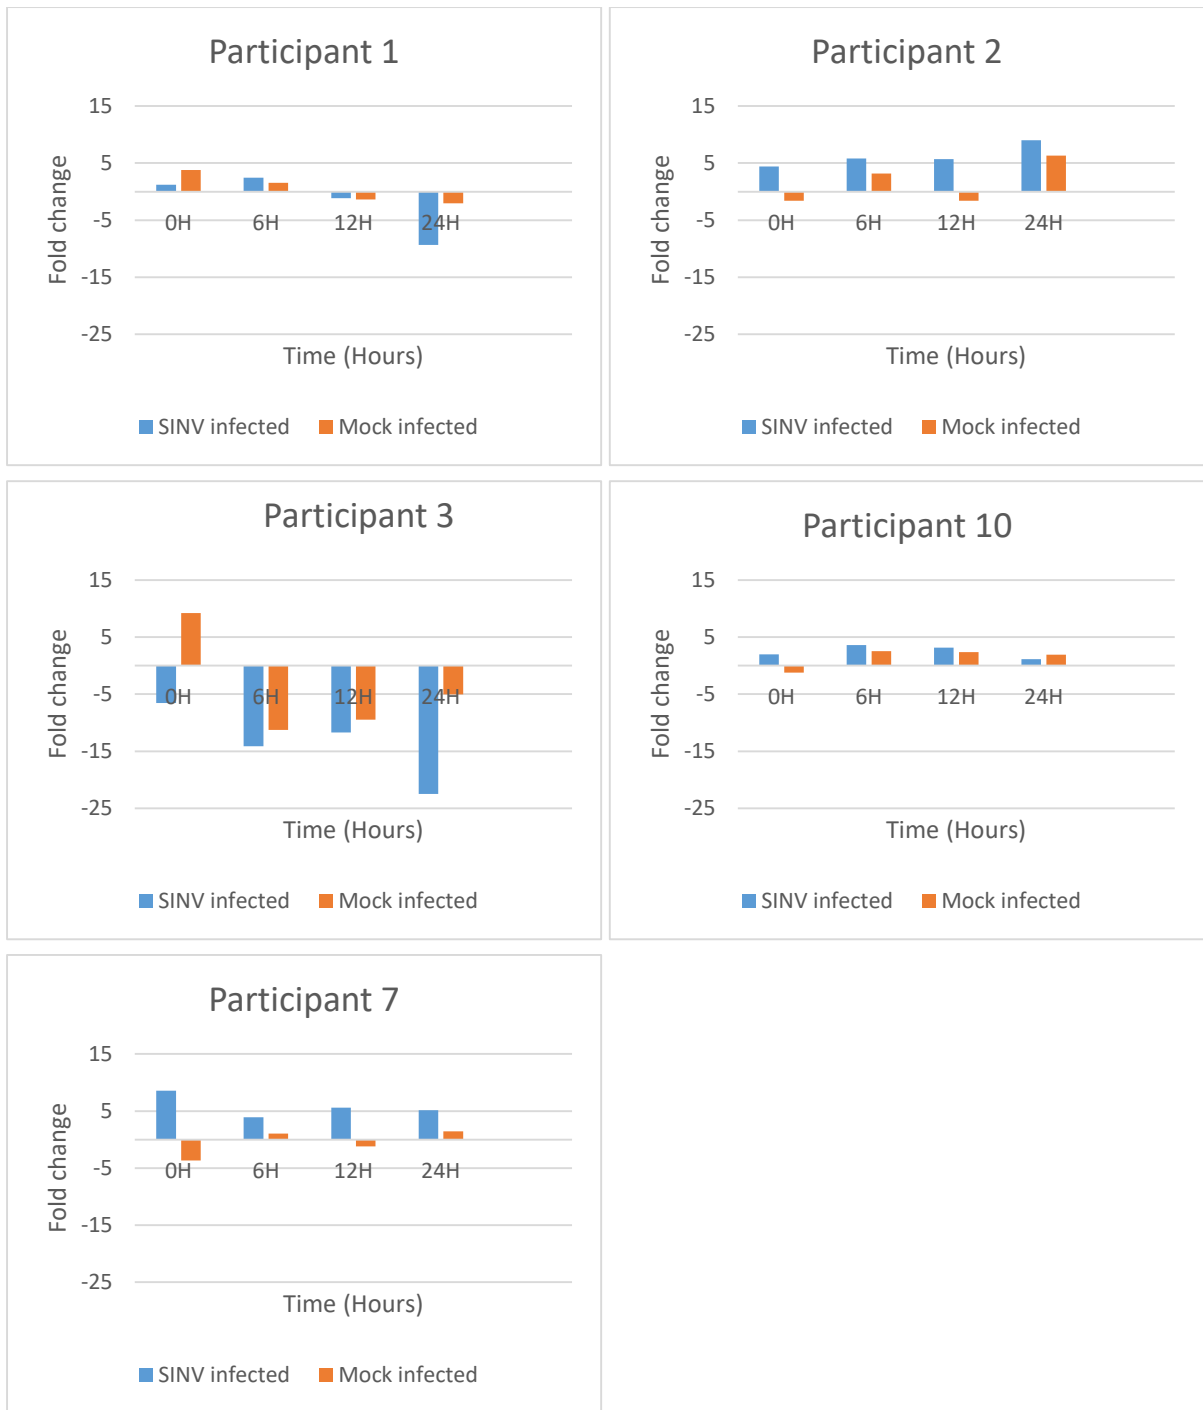 Participant 1
15
5
-5
-15
-25
Fold change
0H 6H 12H 24H
Time (Hours)
SINV infected Mock infected
Participant 2
15
5
-5
-15
-25
Fold change
0H 6H 12H 24H
Time (Hours)
SINV infected Mock infected
Participant 3
15
5
-5
-15
-25
Fold change
0H 6H 12H 24H
Time (Hours)
SINV infected Mock infected
Participant 10
15
5
-5
-15
-25
Fold change
0H 6H 12H 24H
Time (Hours)
SINV infected Mock infected
Participant 7
15
5
-5
-15
-25
Fold change
0H 6H 12H 24H
Time (Hours)
SINV infected Mock infected